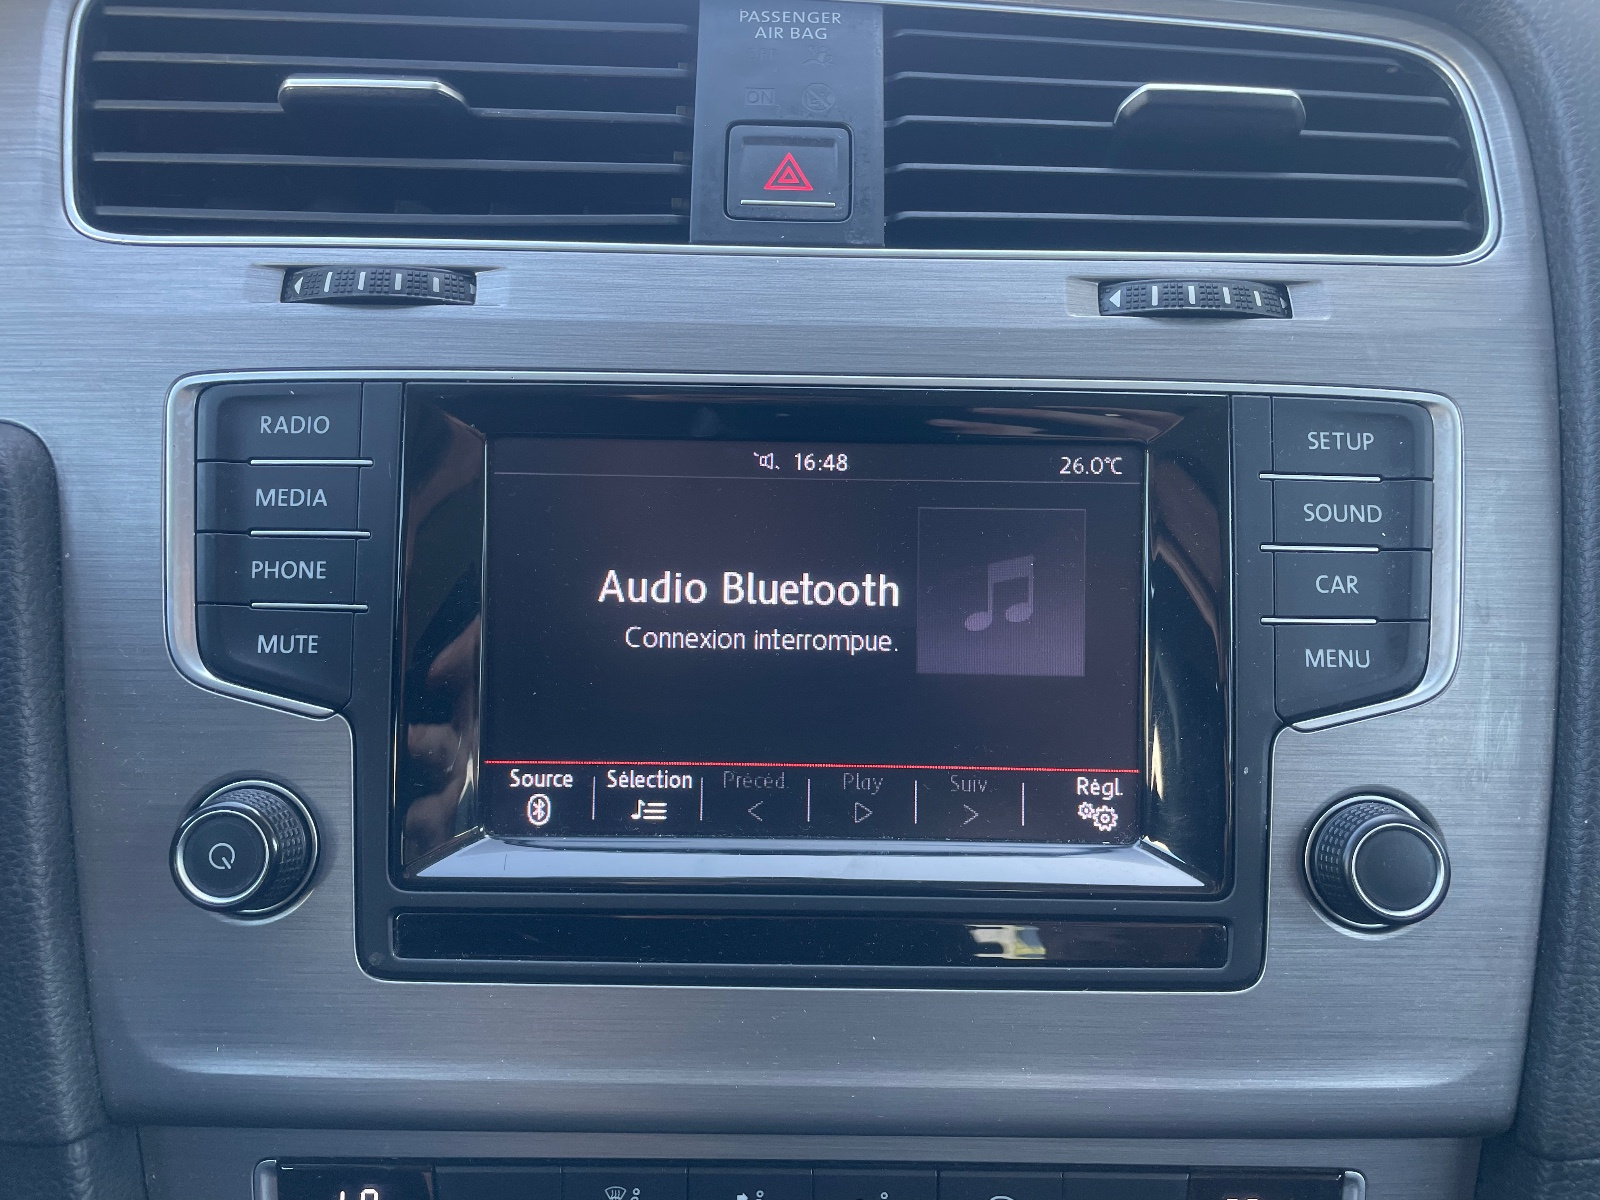 PASSENGER
AIR BAG
ON
RADIO
MEDIA
PHONE
MUTE
16:48
26.0°C
Audio Bluetooth
Connexion interrompue.
Source
Sélection
Précéd.
Play
Suiv.
Régl.
SETUP
SOUND
CAR
MENU